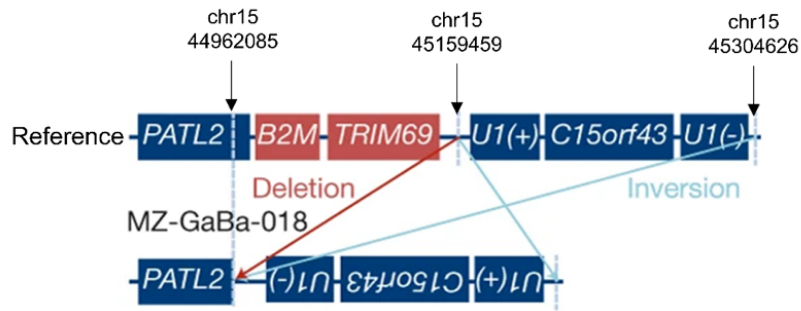 chr15 chr15 chr15
44962085 45159459 45304626
Reference PATL2 B2M TRIM69 U1(+) C15orf43 U1(-)
Deletion Inversion
MZ-GaBa-018
PATL2 U1(-) C15orf43 U1(+)